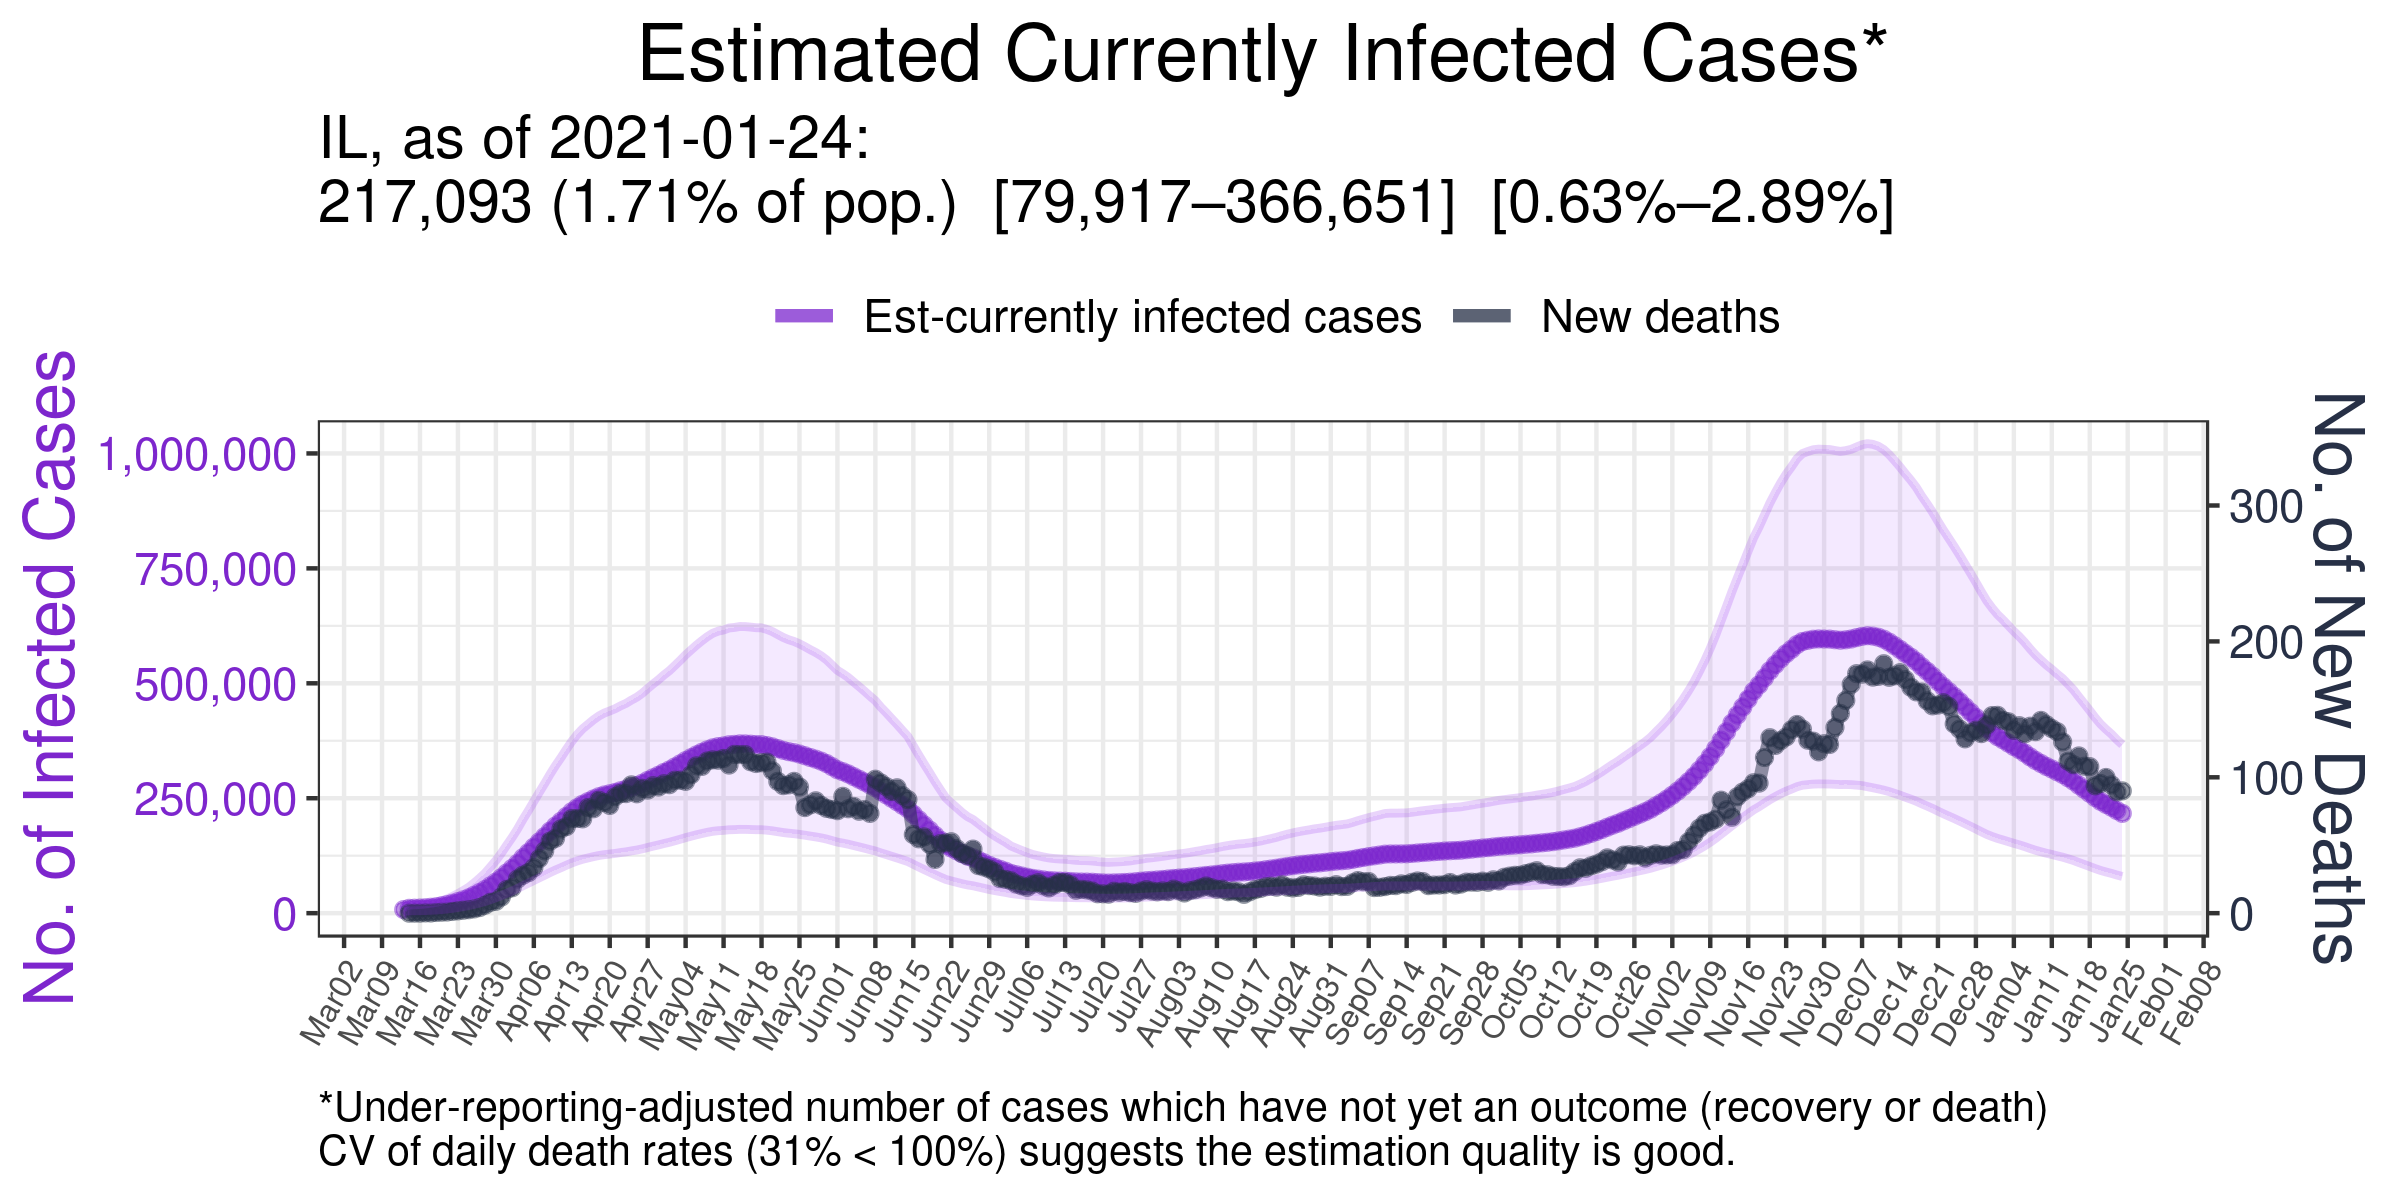 Estimated Currently Infected Cases*
IL, as of 2021-01-24:
217,093 (1.71% of pop.)  [79,917–366,651]  [0.63%–2.89%]
Est-currently infected cases
New deaths
No. of Infected Cases
1,000,000
750,000
500,000
250,000
0
No. of New Deaths
300
200
100
0
Mar02
Mar09
Mar16
Mar23
Mar30
Apr06
Apr13
Apr20
Apr27
May04
May11
May18
May25
Jun01
Jun08
Jun15
Jun22
Jun29
Jul06
Jul13
Jul20
Jul27
Aug03
Aug10
Aug17
Aug24
Aug31
Sep07
Sep14
Sep21
Sep28
Oct05
Oct12
Oct19
Oct26
Nov02
Nov09
Nov16
Nov23
Nov30
Dec07
Dec14
Dec21
Dec28
Jan04
Jan11
Jan18
Jan25
Feb01
Feb08
*Under-reporting-adjusted number of cases which have not yet an outcome (recovery or death)
CV of daily death rates (31% < 100%) suggests the estimation quality is good.